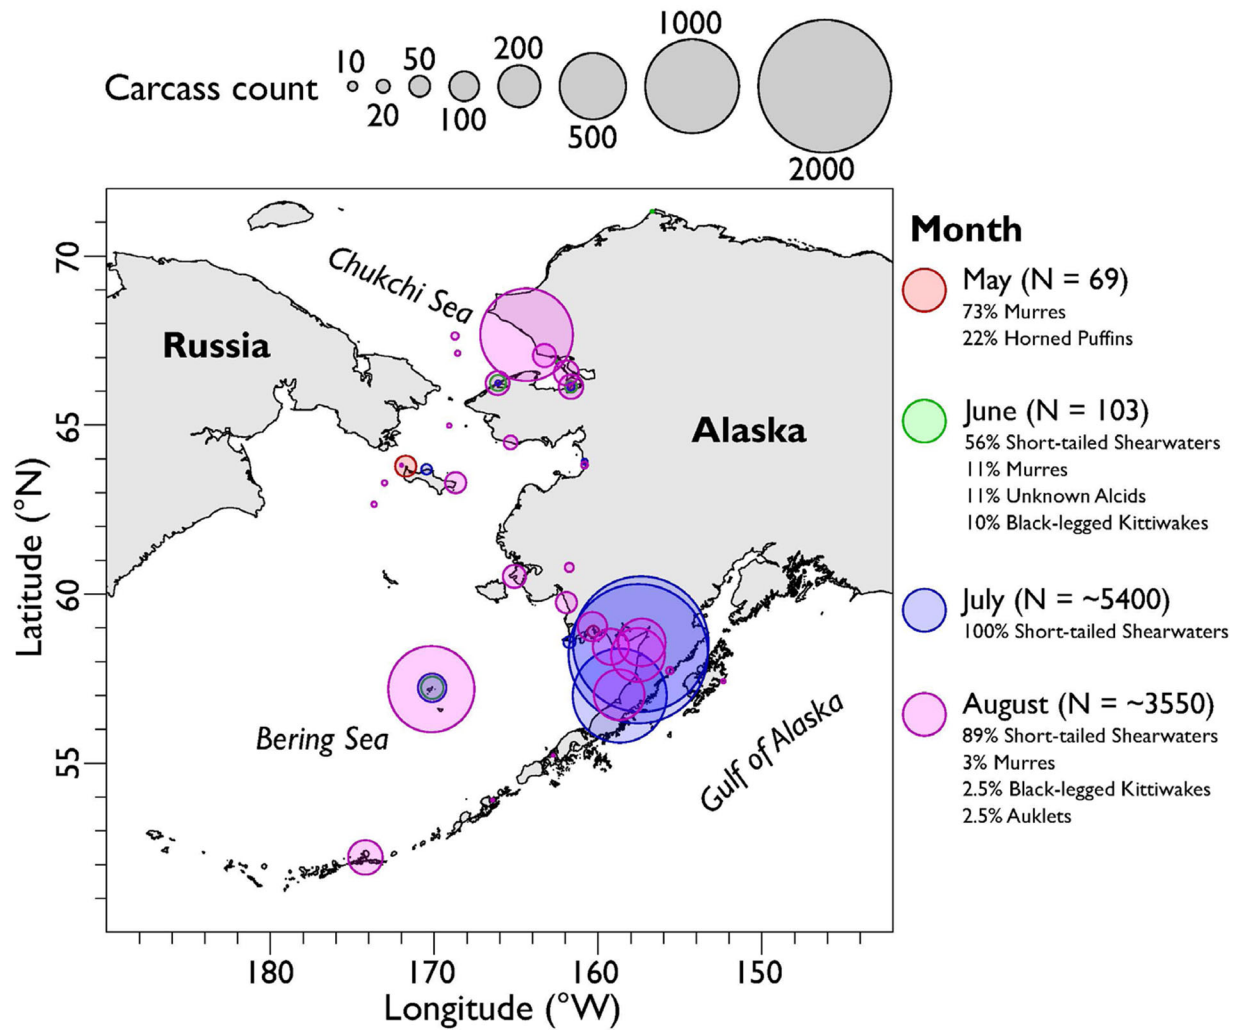 1000
200
50
10
Carcass count
20
100
500
2000
Month
70
Chukchi Sea
May (N = 69)
73% Murres
22% Horned Puffins
Russia
65
Alaska
June (N = 103)
56% Short-tailed Shearwaters
11% Murres
11% Unknown Alcids
10% Black-legged Kittiwakes
Latitude (°N)
60
July (N = ~5400)
100% Short-tailed Shearwaters
Bering Sea
55
Gulf of Alaska
August (N = ~3550)
89% Short-tailed Shearwaters
3% Murres
2.5% Black-legged Kittiwakes
2.5% Auklets
180
170
160
150
Longitude (°W)